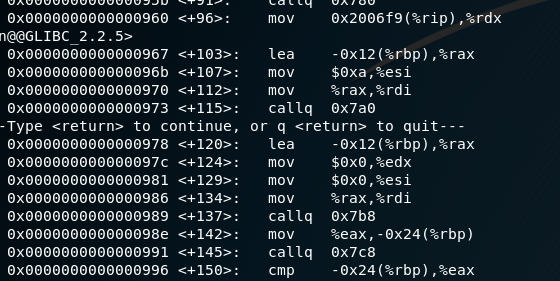 0x000000000000095b <+91>: callq 0x780
0x0000000000000960 <+96>: mov 0x2006f9(%rip),%rdx
n@@GLIBC_2.2.5>
0x0000000000000967 <+103>: lea -0x12(%rbp),%rax
0x000000000000096b <+107>: mov $0xa,%esi
0x0000000000000970 <+112>: mov %rax,%rdi
0x0000000000000973 <+115>: callq 0x7a0
-Type <return> to continue, or q <return> to quit---
0x0000000000000978 <+120>: lea -0x12(%rbp),%rax
0x000000000000097c <+124>: mov $0x0,%edx
0x0000000000000981 <+129>: mov $0x0,%esi
0x0000000000000986 <+134>: mov %rax,%rdi
0x0000000000000989 <+137>: callq 0x7b8
0x000000000000098e <+142>: mov %eax,-0x24(%rbp)
0x0000000000000991 <+145>: callq 0x7c8
0x0000000000000996 <+150>: cmp -0x24(%rbp),%eax